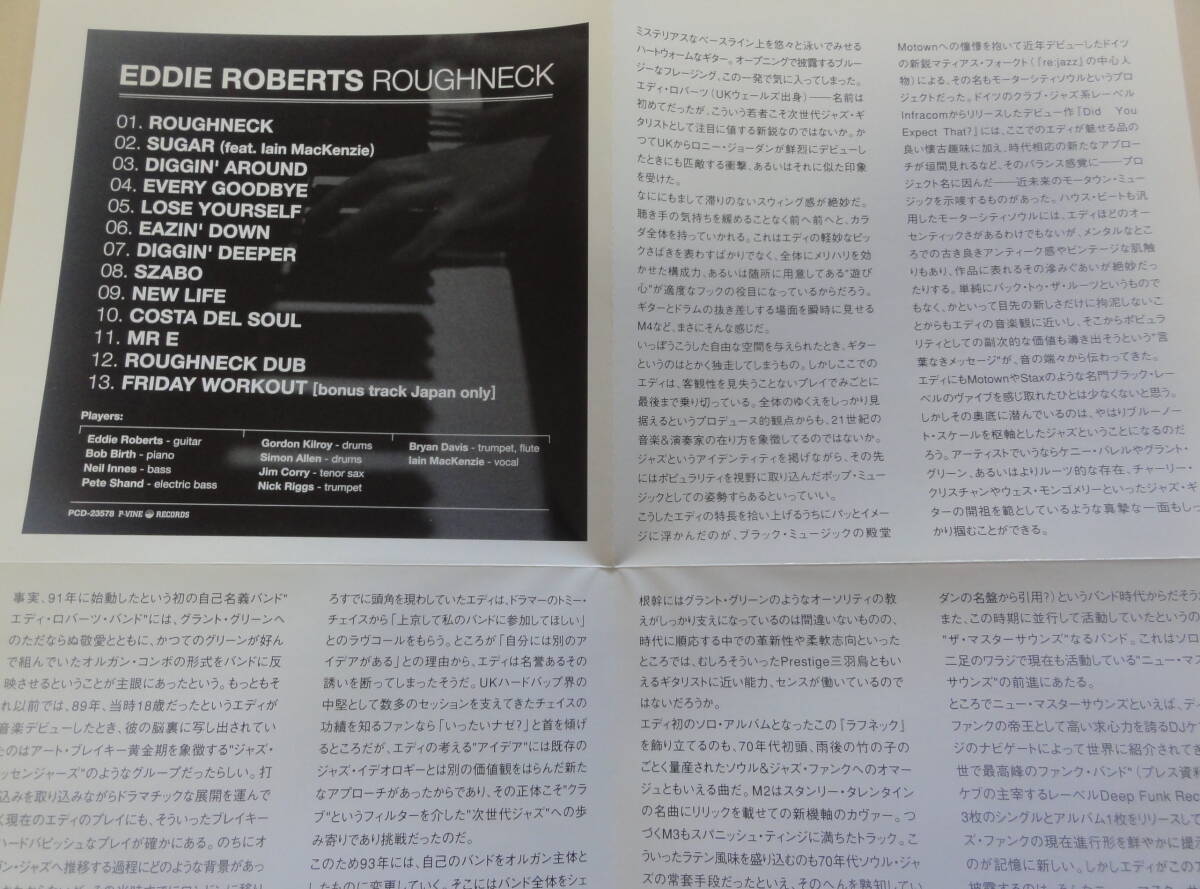 EDDIE ROBERTS ROUGHNECK
01. ROUGHNECK
02. SUGAR (feat. Iain MacKenzie)
03. DIGGIN' AROUND
04. EVERY GOODBYE
05. LOSE YOURSELF
06. EAZIN' DOWN
07. DIGGIN' DEEPER
08. SZABO
09. NEW LIFE
10. COSTA DEL SOUL
11. MR E
12. ROUGHNECK DUB
13. FRIDAY WORKOUT [bonus track Japan only]
Players:
Eddie Roberts - guitar
Bob Birth - piano
Neil Innes - bass
Pete Shand - electric bass
Gordon Kilroy - drums
Simon Allen - drums
Jim Corry - tenor sax
Nick Riggs - trumpet
Bryan Davis - trumpet, flute
Iain MacKenzie - vocal
PCD-23578 P-VINE RECORDS
ミステリアスなベースライン上を悠々と泳いでみせる
ハートウォームなギター。オープニングで披露するブルー
ジーなフレージング、この一発で気に入ってしまった。
エディ・ロバーツ（UKウェールズ出身）——名前は
初めてだったが、こういう若者こそ次世代ジャズ・ギ
タリストとして注目に値する新鋭なのではないか。か
つてUKからロニー・ジョーダンが鮮烈にデビューし
たときにも匹敵する衝撃、あるいはそれに似た印象
を受けた。
なににもまして滞りのないスウィング感が絶妙だ。
聴き手の気持ちを緩めることなく前へ前へと、カラ
ダ全体を持っていかれる。これはエディの軽妙なピッ
クさばきを表わすばかりでなく、全体にメリハリを効
かせた構成力、あるいは随所に用意してある"遊び
心"が適度なフックの役目になっているからだろう。
ギターとドラムの抜き差しする場面を瞬時に見せる
M4など、まさにそんな感じだ。
いっぽうこうした自由な空間を与えられたとき、ギター
というのはとかく独走してしまうもの。しかしここでの
エディは、客観性を見失うことないプレイでみごとに
最後まで乗り切っている。全体のゆくえをしっかり見
据えるというプロデュース的観点からも、21世紀の
音楽&演奏家の在り方を象徴してるのではないか。
ジャズというアイデンティティを掲げながら、その先
にはポピュラリティを視野に取り込んだポップ・ミュー
ジックとしての姿勢すらあるといっていい。
こうしたエディの特長を拾い上げるうちにパッとイメー
ジに浮かんだのが、ブラック・ミュージックの殿堂
Motownへの憧憬を抱いて近年デビューしたドイツ
の新鋭マティアス・フォークト（『re:jazz』の中心人
物）による、その名もモーターシティソウルというプロ
ジェクトだった。ドイツのクラブ・ジャズ系レーベル
Infracomからリリースしたデビュー作『Did You
Expect That?』には、ここでのエディが魅せる品の
良い懐古趣味に加え、時代相応の新たなアプロー
チが垣間見れるなど、そのバランス感覚に——プロ
ジェクト名に因んだ——近未来のモータウン・ミュー
ジックを示唆するものがあった。ハウス・ビートも汎
用したモーターシティソウルには、エディほどのオー
センティックさがあるわけでもないが、メンタルなとこ
ろでの古き良きアンティーク感やビンテージな肌触
りもあり、作品に表れるその滲みぐあいが絶妙だっ
たりする。単純にバック・トゥ・ザ・ルーツというもので
もなく、かといって目先の新しさだけに拘泥しないこ
とからもエディの音楽観に近いし、そこからポピュラ
リティとしての副次的な価値も導き出そうという"言
葉なきメッセージ"が、音の端々から伝わってきた。
エディにもMotownやStaxのような名門ブラック・レー
ベルのヴァイブを感じ取れたひとは少なくないと思う。
しかしその奥底に潜んでいるのは、やはりブルーノー
ト・スケールを枢軸としたジャズということになるのだ
ろう。アーティストでいうならケニー・バレルやグラント・
グリーン、あるいはよりルーツ的な存在、チャーリー・
クリスチャンやウェス・モンゴメリーといったジャズ・ギ
ターの開祖を範としているような真摯な一面もしっ
かり掴むことができる。
事実、91年に始動したという初の自己名義バンド"
エディ・ロバーツ・バンド"には、グラント・グリーンへ
のただならぬ敬愛とともに、かつてのグリーンが好ん
で組んでいたオルガン・コンボの形式をバンドに反
映させるということが主眼にあったという。もっともそ
れ以前では、89年、当時18歳だったというエディが
音楽デビューしたとき、彼の脳裏に写し出されてい
たのはアート・ブレイキー黄金期を象徴する"ジャズ・
ッセンジャーズ"のようなグループだったらしい。打
込みを取り込みながらドラマチックな展開を運んで
く現在のエディのプレイにも、そういったブレイキー
ハードバピッシュなプレイが確かにある。のちにオ
ガン・ジャズへ推移する過程にどのような背景があっ
ろすでに頭角を現わしていたエディは、ドラマーのトミー・
チェイスから「上京して私のバンドに参加してほしい」
とのラヴコールをもらう。ところが「自分には別のア
イデアがある」との理由から、エディは名誉あるその
誘いを断ってしまったそうだ。UKハードバップ界の
中堅として数多のセッションを支えてきたチェイスの
功績を知るファンなら「いったいナゼ?」と首を傾げ
るところだが、エディの考える"アイデア"には既存の
ジャズ・イデオロギーとは別の価値観をはらんだ新た
なアプローチがあったからであり、その正体こそ"クラ
ブ"というフィルターを介した"次世代ジャズ"への歩
み寄りであり挑戦だったのだ。
このため93年には、自己のバンドをオルガン主体と
したものに変更していく。そこにはバンド全体をシェ
根幹にはグラント・グリーンのようなオーソリティの教
えがしっかり支えになっているのは間違いないものの、
時代に順応する中での革新性や柔軟志向といった
ところでは、むしろそういったPrestige三羽烏ともい
えるギタリストに近い能力、センスが働いているので
はないだろうか。
エディ初のソロ・アルバムとなったこの『ラフネック』
を飾り立てるのも、70年代初頭、雨後の竹の子の
ごとく量産されたソウル&ジャズ・ファンクへのオマー
ジュともいえる曲だ。M2はスタンリー・タレンタイン
の名曲にリリックを載せての新機軸のカヴァー。つ
づくM3もスパニッシュ・ティンジに満ちたトラック。こ
ういったラテン風味を盛り込むのも70年代ソウル・ジャ
ズの常套手段だったといえ、そのへんを熟知してい
ダンの名盤から引用?）というバンド時代からだそう
また、この時期に並行して活動していたというの
"ザ・マスターサウンズ"なるバンド。これはソロ
二足のワラジで現在も活動している"ニュー・マス
サウンズ"の前進にあたる。
ところでニュー・マスターサウンズといえば、デ
ファンクの帝王として高い求心力を誇るDJケ
ジのナビゲートによって世界に紹介されてき
世で最高峰のファンク・バンド"（プレス資料
ケブの主宰するレーベルDeep Funk Rec
3枚のシングルとアルバム1枚をリリースして
ズ・ファンクの現在進行形を鮮やかに提示
のが記憶に新しい。しかしエディがこの